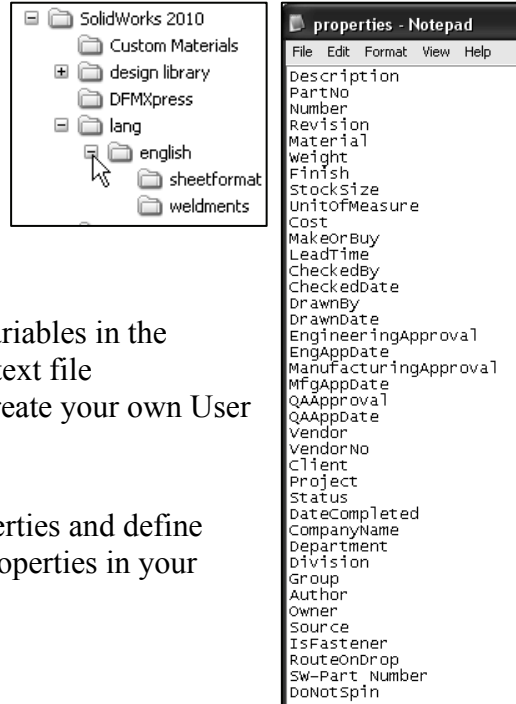 SolidWorks 2010
Custom Materials
design library
DFMXpress
lang
english
sheetformat
weldments
ariables in the
text file
reate your own User
erties and define
operties in your
properties - Notepad
File Edit Format View Help
Description
PartNo
Number
Revision
Material
Weight
Finish
StockSize
UnitOfMeasure
Cost
MakeOrBuy
LeadTime
CheckedBy
CheckedDate
DrawnBy
DrawnDate
EngineeringApproval
EngAppDate
ManufacturingApproval
MfgAppDate
QAApproval
QAAppDate
Vendor
VendorNo
Client
Project
Status
DateCompleted
CompanyName
Department
Division
Group
Author
Owner
Source
IsFastener
RouteOnDrop
SW-Part Number
DoNotSpin